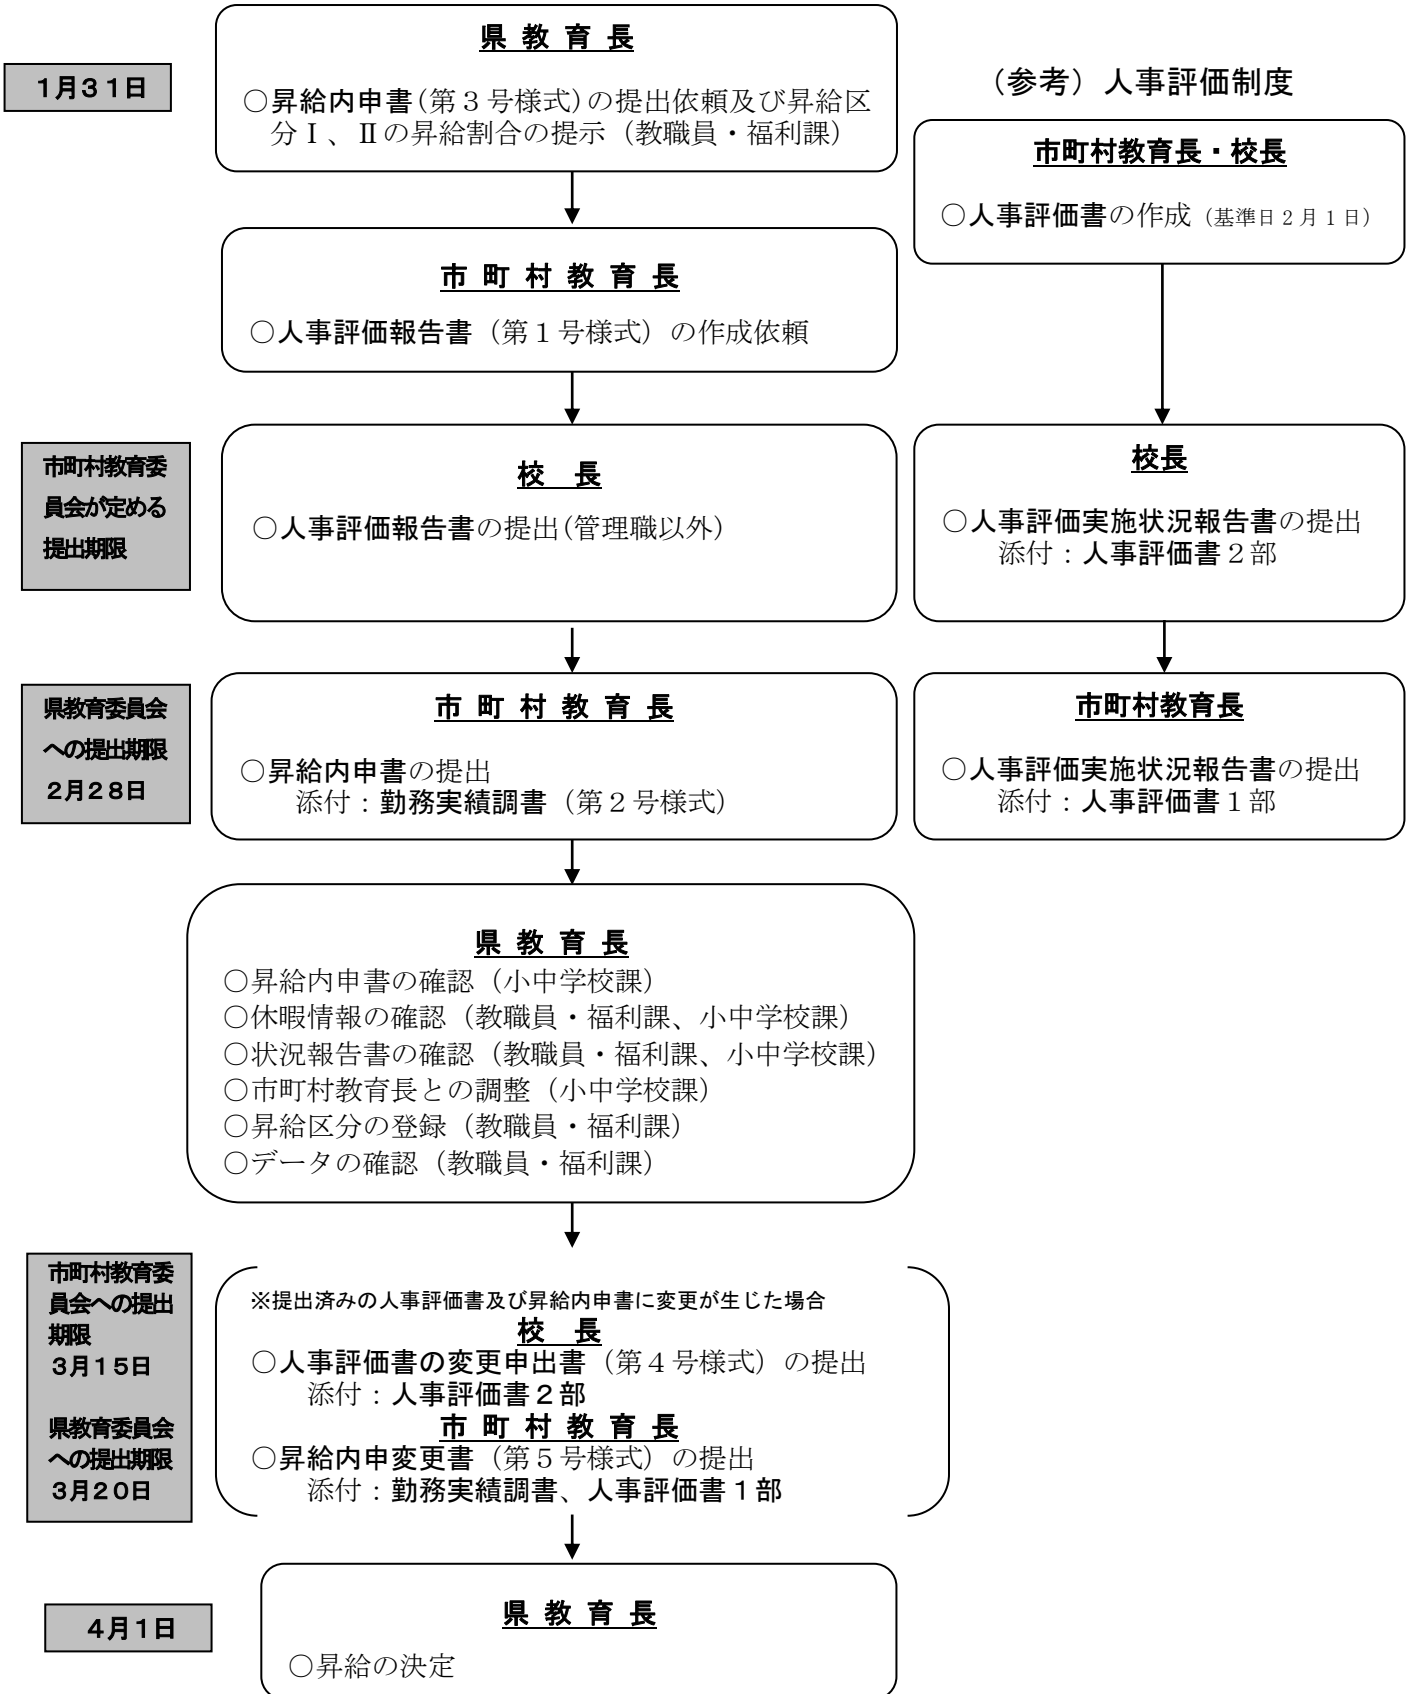 県 教 育 長
1月31日
○昇給内申書(第3号様式)の提出依頼及び昇給区
分Ⅰ、Ⅱの昇給割合の提示（教職員・福利課）
（参考）人事評価制度
市町村教育長・校長
○人事評価書の作成（基準日2月1日）
市 町 村 教 育 長
○人事評価報告書（第1号様式）の作成依頼
市町村教育委
員会が定める
提出期限
校　長
○人事評価報告書の提出(管理職以外)
校長
○人事評価実施状況報告書の提出
添付：人事評価書2部
県教育委員会
への提出期限
2月28日
市 町 村 教 育 長
○昇給内申書の提出
添付：勤務実績調書（第2号様式）
市町村教育長
○人事評価実施状況報告書の提出
添付：人事評価書1部
県 教 育 長
○昇給内申書の確認（小中学校課）
○休暇情報の確認（教職員・福利課、小中学校課）
○状況報告書の確認（教職員・福利課、小中学校課）
○市町村教育長との調整（小中学校課）
○昇給区分の登録（教職員・福利課）
○データの確認（教職員・福利課）
市町村教育委
員会への提出
期限
3月15日
県教育委員会
への提出期限
3月20日
※提出済みの人事評価書及び昇給内申書に変更が生じた場合
校　長
○人事評価書の変更申出書（第4号様式）の提出
添付：人事評価書2部
市 町 村 教 育 長
○昇給内申変更書（第5号様式）の提出
添付：勤務実績調書、人事評価書1部
4月1日
県 教 育 長
○昇給の決定